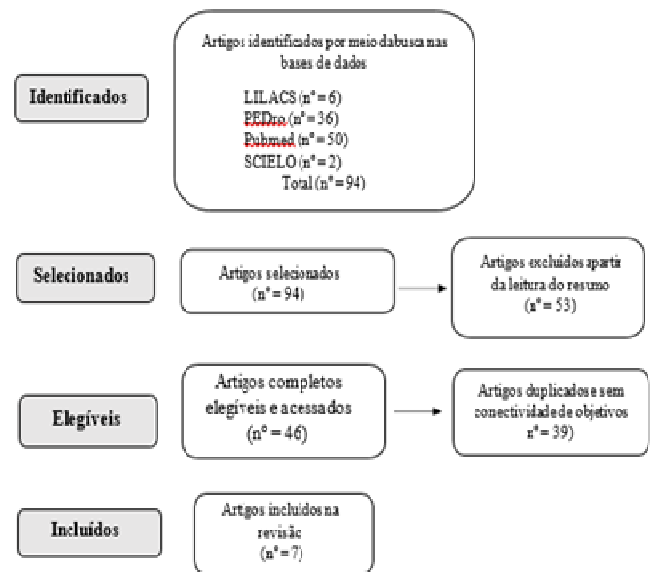 Artigos identificados por meio dabusca nas
bases de dados
Identificados
LILACS (n° = 6)
PEDro (n° = 36)
Pubmed (n° = 50)
SCIELO (n° = 2)
Total (n° = 94)
Selecionados
Artigos selecionados
(n° = 94)
Artigos excluídos apartir
da leitura do resumo
(n° = 53)
Elegíveis
Artigos completos
elegíveis e acessados
(n° = 46)
Artigos duplicados e sem
conectividade de objetivos
n° = 39)
Incluídos
Artigos incluídos na
revisão
(n° = 7)